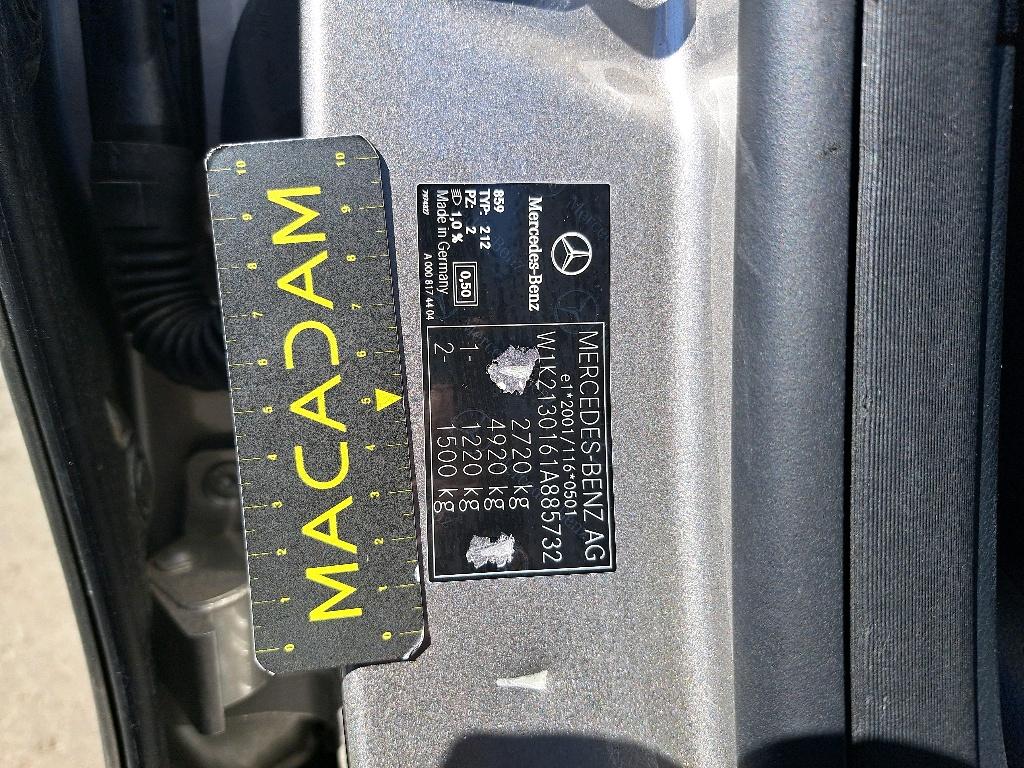 MERCEDES-BENZ AG
e1*2001/116*0501
W1K2130161A885732
2720 kg
4920 kg
1- 1220 kg
2- 1500 kg
Mercedes-Benz
859
TYP: 212
PZ: 2
1,0 % 0,50
Made in Germany
A 000 817 44 04
MACADAM
10 9 8 7 6 5 4 3 2 1 0
0 1 2 3 4 5 6 7 8 9 10